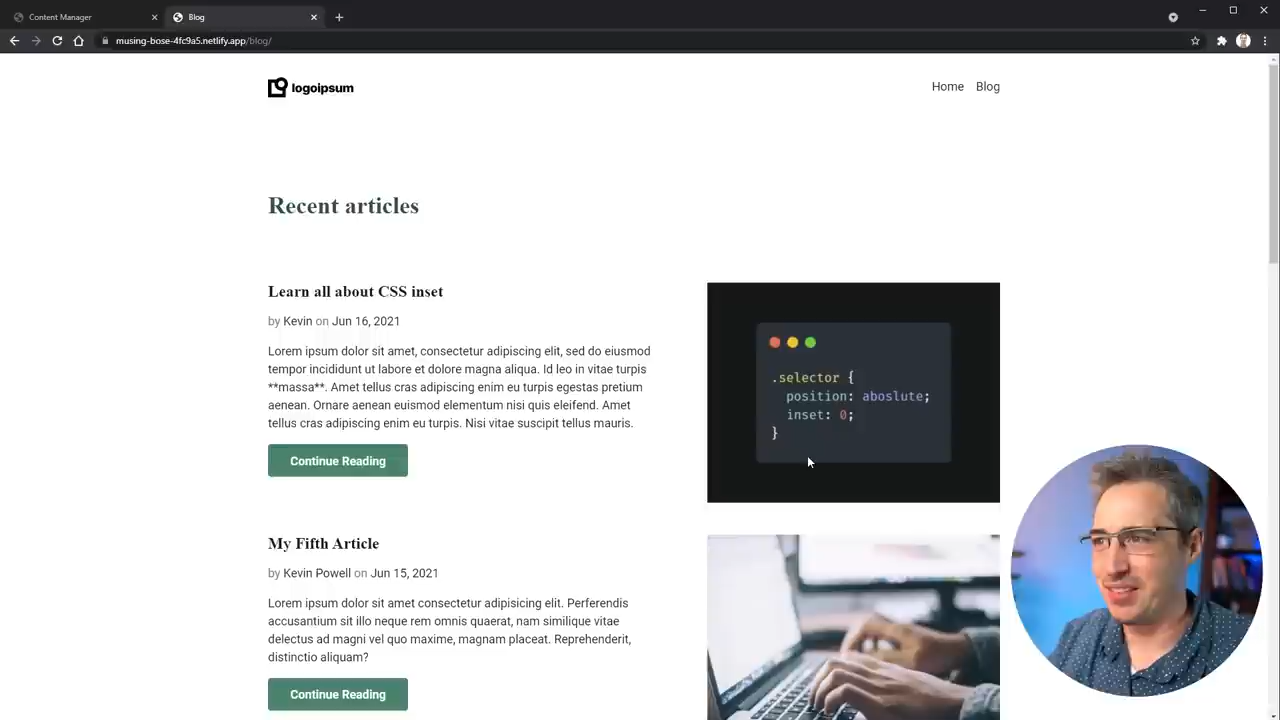 Content Manager
Blog
musing-bose-4fc9a5.netlify.app/blog/
logoipsum
Home Blog
Recent articles
Learn all about CSS inset
by Kevin on Jun 16, 2021
Lorem ipsum dolor sit amet, consectetur adipiscing elit, sed do eiusmod
tempor incididunt ut labore et dolore magna aliqua. Id leo in vitae turpis
**massa**. Amet tellus cras adipiscing enim eu turpis egestas pretium
aenean. Ornare aenean euismod elementum nisi quis eleifend. Amet
tellus cras adipiscing enim eu turpis. Nisi vitae suscipit tellus mauris.
Continue Reading
.selector {
position: aboslute;
inset: 0;
}
My Fifth Article
by Kevin Powell on Jun 15, 2021
Lorem ipsum dolor sit amet consectetur adipisicing elit. Perferendis
accusantium sit illo neque rem omnis quaerat, nam similique vitae
delectus ad magni vel quo maxime, magnam placeat. Reprehenderit,
distinctio aliquam?
Continue Reading